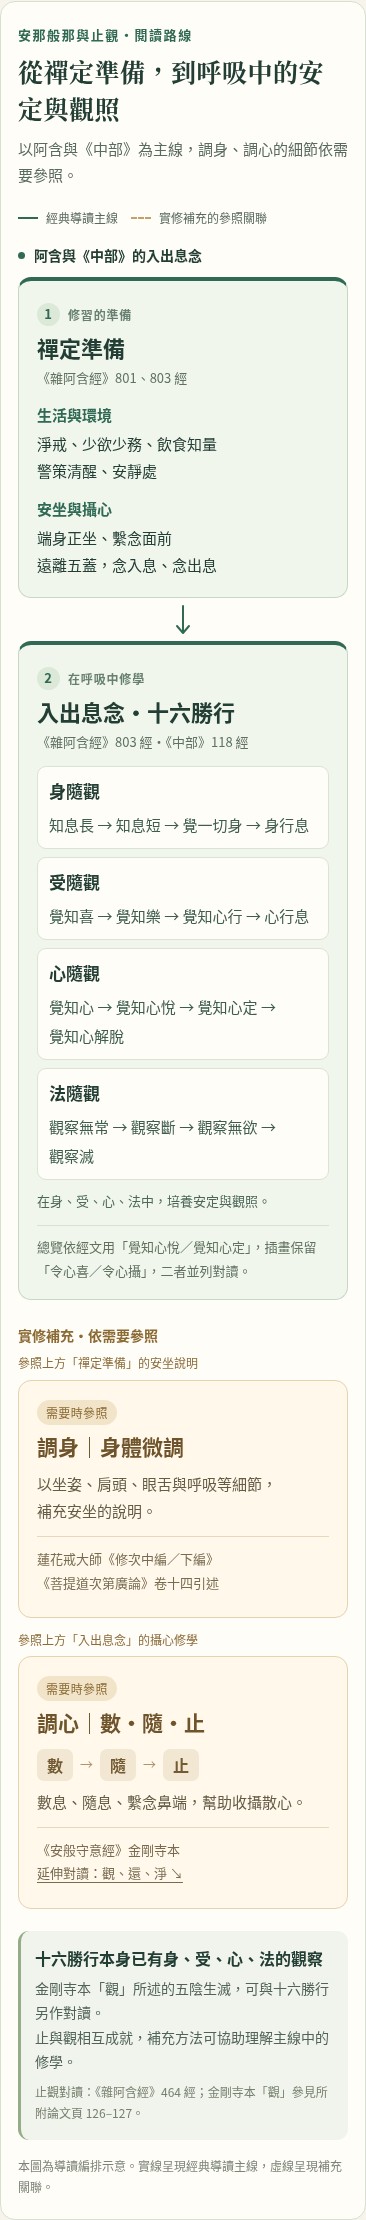 安那般那與止觀・閱讀路線
從禪定準備，到呼吸中的安
定與觀照
以阿含與《中部》為主線，調身、調心的細節依需
要參照。
經典導讀主線 實修補充的參照關聯
阿含與《中部》的入出息念
1 修習的準備
禪定準備
《雜阿含經》801、803 經
生活與環境
淨戒、少欲少務、飲食知量
警策清醒、安靜處
安坐與攝心
端身正坐、繫念面前
遠離五蓋，念入息、念出息
↓
2 在呼吸中修學
入出息念・十六勝行
《雜阿含經》803 經・《中部》118 經
身隨觀
知息長 → 知息短 → 覺一切身 → 身行息
受隨觀
覺知喜 → 覺知樂 → 覺知心行 → 心行息
心隨觀
覺知心 → 覺知心悅 → 覺知心定 →
覺知心解脫
法隨觀
觀察無常 → 觀察斷 → 觀察無欲 →
觀察滅
在身、受、心、法中，培養安定與觀照。
總覽依經文用「覺知心悅／覺知心定」，插畫保留
「令心喜／令心攝」，二者並列對讀。
實修補充・依需要參照
參照上方「禪定準備」的安坐說明
需要時參照
調身｜身體微調
以坐姿、肩頭、眼舌與呼吸等細節，
補充安坐的說明。
蓮花戒大師《修次中編／下編》
《菩提道次第廣論》卷十四引述
參照上方「入出息念」的攝心修學
需要時參照
調心｜數・隨・止
數 → 隨 → 止
數息、隨息、繫念鼻端，幫助收攝散心。
《安般守意經》金剛寺本
延伸對讀：觀、還、淨 ↘
十六勝行本身已有身、受、心、法的觀察
金剛寺本「觀」所述的五陰生滅，可與十六勝行
另作對讀。
止與觀相互成就，補充方法可協助理解主線中的
修學。
止觀對讀：《雜阿含經》464 經；金剛寺本「觀」參見所
附論文頁 126–127。
本圖為導讀編排示意。實線呈現經典導讀主線，虛線呈現補充
關聯。